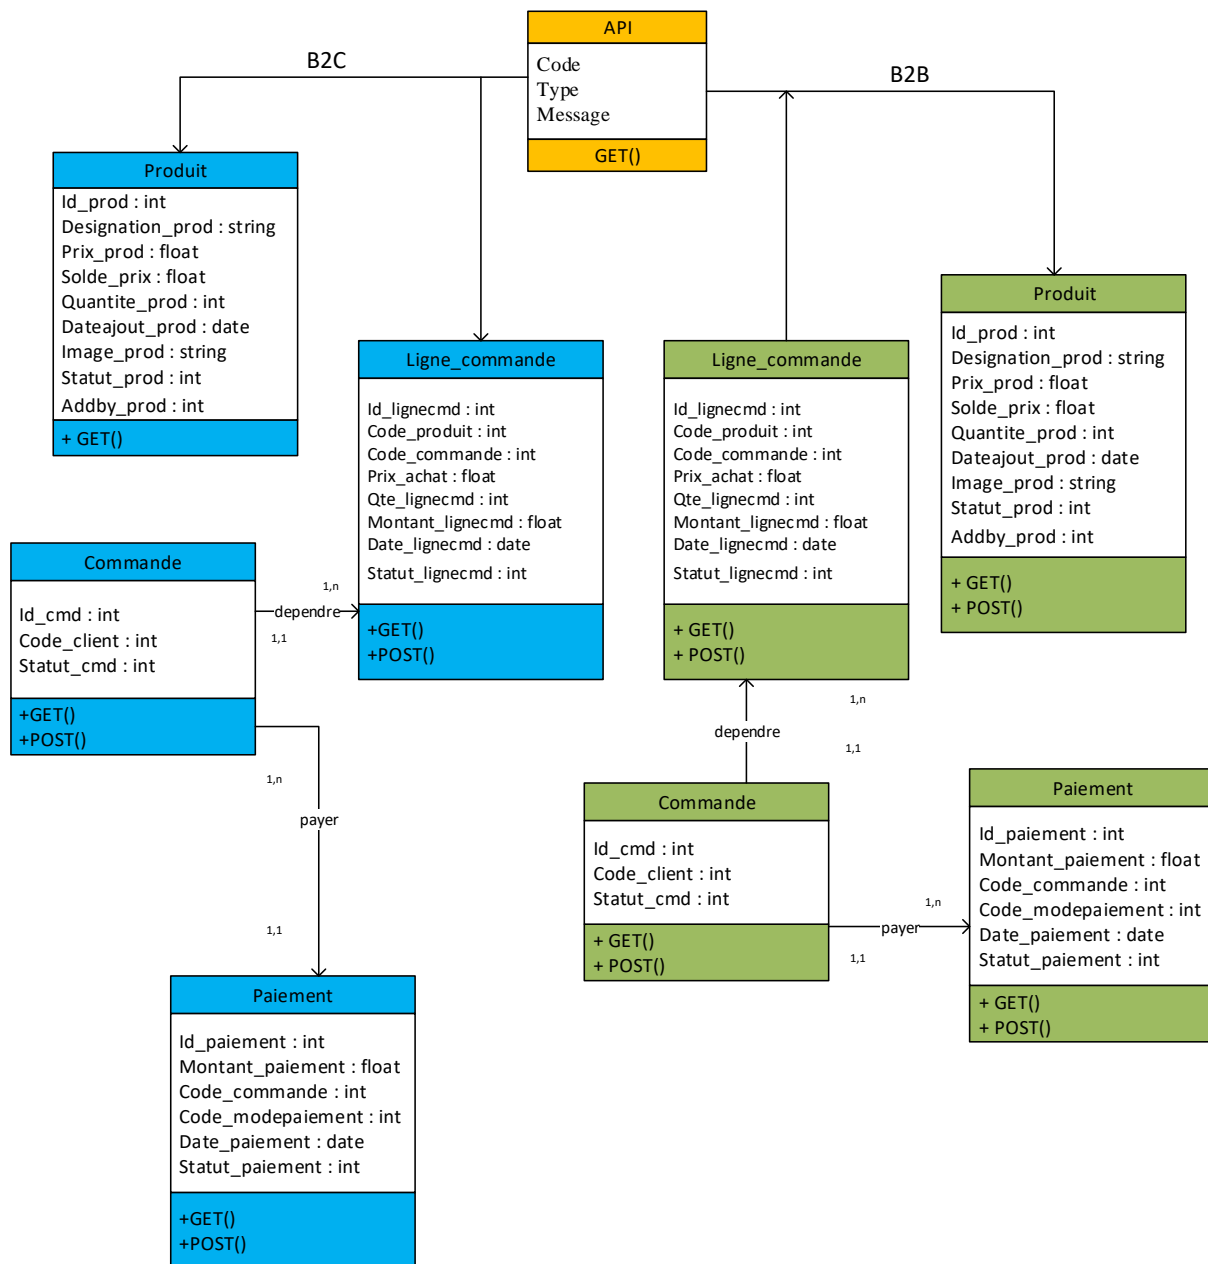 API
Code
Type
Message
GET()
B2C
B2B
Produit
Id_prod : int
Designation_prod : string
Prix_prod : float
Solde_prix : float
Quantite_prod : int
Dateajout_prod : date
Image_prod : string
Statut_prod : int
Addby_prod : int
+ GET()
Ligne_commande
Id_lignecmd : int
Code_produit : int
Code_commande : int
Prix_achat : float
Qte_lignecmd : int
Montant_lignecmd : float
Date_lignecmd : date
Statut_lignecmd : int
+GET()
+POST()
Ligne_commande
Id_lignecmd : int
Code_produit : int
Code_commande : int
Prix_achat : float
Qte_lignecmd : int
Montant_lignecmd : float
Date_lignecmd : date
Statut_lignecmd : int
+ GET()
+ POST()
Produit
Id_prod : int
Designation_prod : string
Prix_prod : float
Solde_prix : float
Quantite_prod : int
Dateajout_prod : date
Image_prod : string
Statut_prod : int
Addby_prod : int
+ GET()
+ POST()
Commande
Id_cmd : int
Code_client : int
Statut_cmd : int
+GET()
+POST()
1,n
dependre
1,1
1,n
payer
1,1
Paiement
Id_paiement : int
Montant_paiement : float
Code_commande : int
Code_modepaiement : int
Date_paiement : date
Statut_paiement : int
+GET()
+POST()
1,n
dependre
1,1
Commande
Id_cmd : int
Code_client : int
Statut_cmd : int
+ GET()
+ POST()
1,n
payer
1,1
Paiement
Id_paiement : int
Montant_paiement : float
Code_commande : int
Code_modepaiement : int
Date_paiement : date
Statut_paiement : int
+ GET()
+ POST()